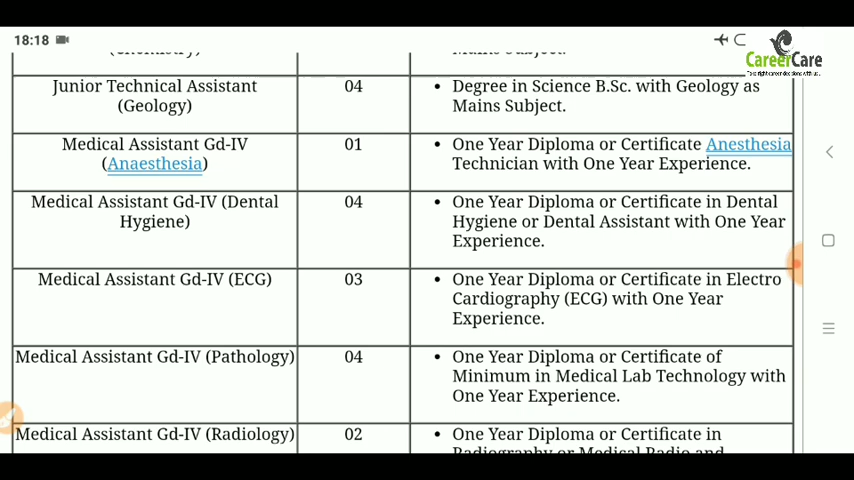 18:18
CareerCare
Junior Technical Assistant
(Geology)
04
• Degree in Science B.Sc. with Geology as
Mains Subject.
Medical Assistant Gd-IV
(Anaesthesia)
01
• One Year Diploma or Certificate Anesthesia
Technician with One Year Experience.
Medical Assistant Gd-IV (Dental
Hygiene)
04
• One Year Diploma or Certificate in Dental
Hygiene or Dental Assistant with One Year
Experience.
Medical Assistant Gd-IV (ECG)
03
• One Year Diploma or Certificate in Electro
Cardiography (ECG) with One Year
Experience.
Medical Assistant Gd-IV (Pathology)
04
• One Year Diploma or Certificate of
Minimum in Medical Lab Technology with
One Year Experience.
Medical Assistant Gd-IV (Radiology)
02
• One Year Diploma or Certificate in